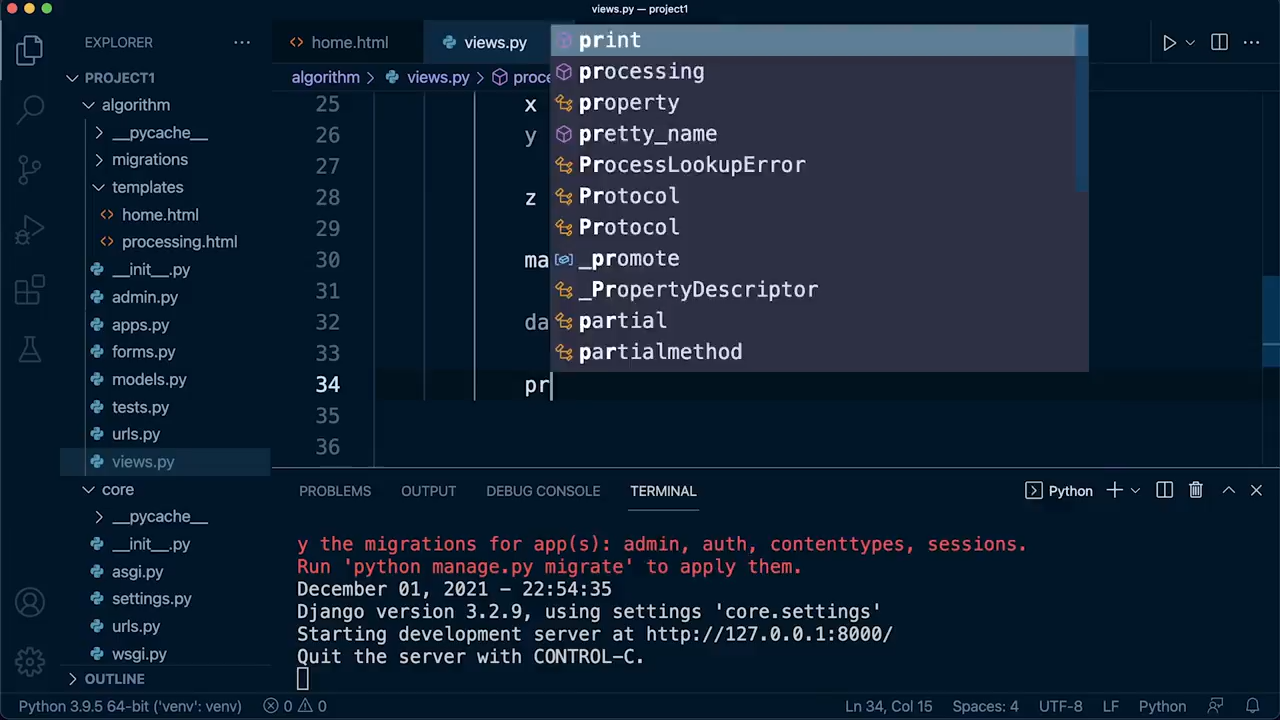 views.py — project1
EXPLORER
home.html
views.py
algorithm > views.py > proce
PROJECT1
algorithm
__pycache__
migrations
templates
home.html
processing.html
__init__.py
admin.py
apps.py
forms.py
models.py
tests.py
urls.py
views.py
core
__pycache__
__init__.py
asgi.py
settings.py
urls.py
wsgi.py
OUTLINE
25 x
26 y
27
28 z
29
30 ma
31
32 da
33
34 pr
35
36
print
processing
property
pretty_name
ProcessLookupError
Protocol
Protocol
_promote
_PropertyDescriptor
partial
partialmethod
PROBLEMS OUTPUT DEBUG CONSOLE TERMINAL
Python
y the migrations for app(s): admin, auth, contenttypes, sessions.
Run 'python manage.py migrate' to apply them.
December 01, 2021 - 22:54:35
Django version 3.2.9, using settings 'core.settings'
Starting development server at http://127.0.0.1:8000/
Quit the server with CONTROL-C.
Python 3.9.5 64-bit ('venv': venv) 0 0 Ln 34, Col 15 Spaces: 4 UTF-8 LF Python